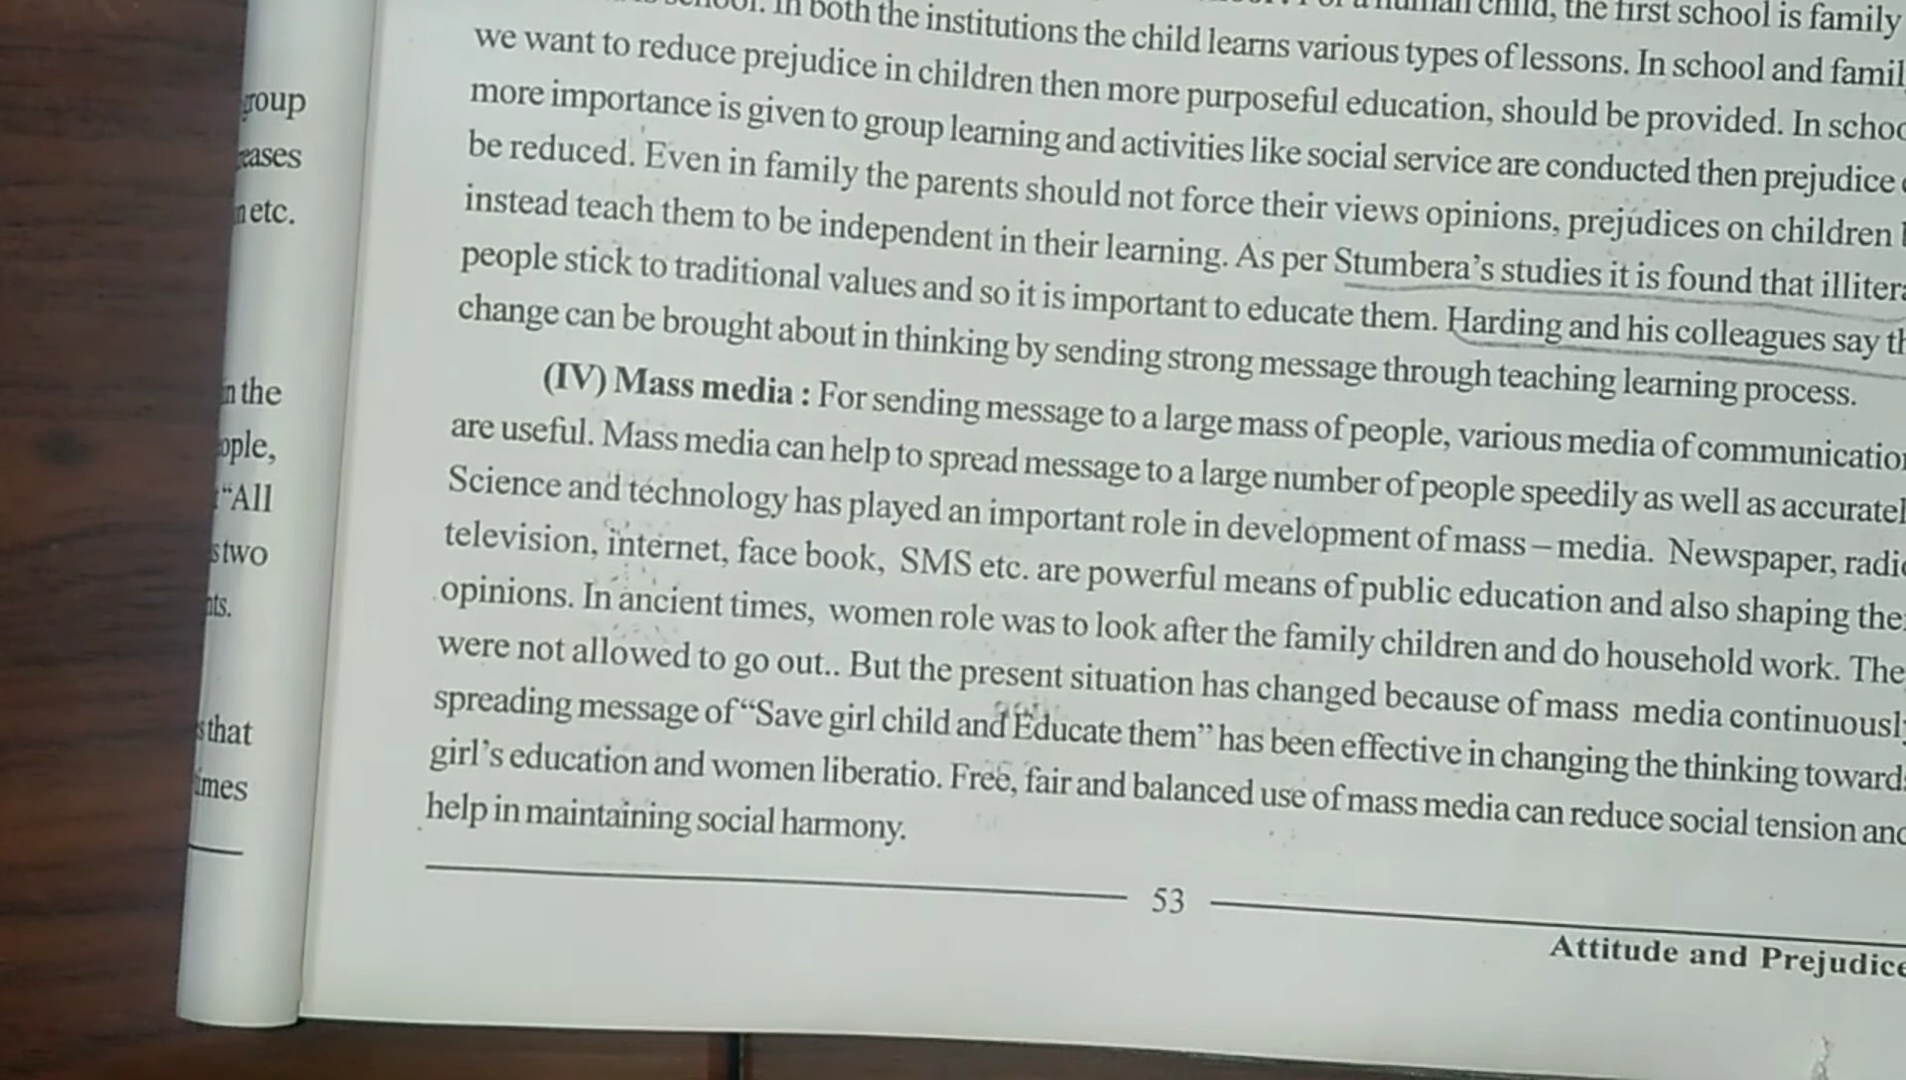 group
eases
n etc.
n the
ople,
“All
s two
nts.
s that
imes
school. In both the institutions the child learns various types of lessons. In school and
child, the first school is family
we want to reduce prejudice in children then more purposeful education, should be provided. In
more importance is given to group learning and activities like social service are conducted then prejudice
be reduced. Even in family the parents should not force their views opinions, prejudices on children
instead teach them to be independent in their learning. As per Stumbera’s studies it is found that
people stick to traditional values and so it is important to educate them. Harding and his colleagues say
change can be brought about in thinking by sending strong message through teaching learning process.
(IV) Mass media : For sending message to a large mass of people, various media of
are useful. Mass media can help to spread message to a large number of people speedily as well as
Science and technology has played an important role in development of mass – media. Newspaper,
television, internet, face book, SMS etc. are powerful means of public education and also shaping
opinions. In ancient times, women role was to look after the family children and do household work.
were not allowed to go out.. But the present situation has changed because of mass media
spreading message of “Save girl child and Educate them” has been effective in changing the thinking
girl’s education and women liberatio. Free, fair and balanced use of mass media can reduce social tension
help in maintaining social harmony.
53
Attitude and